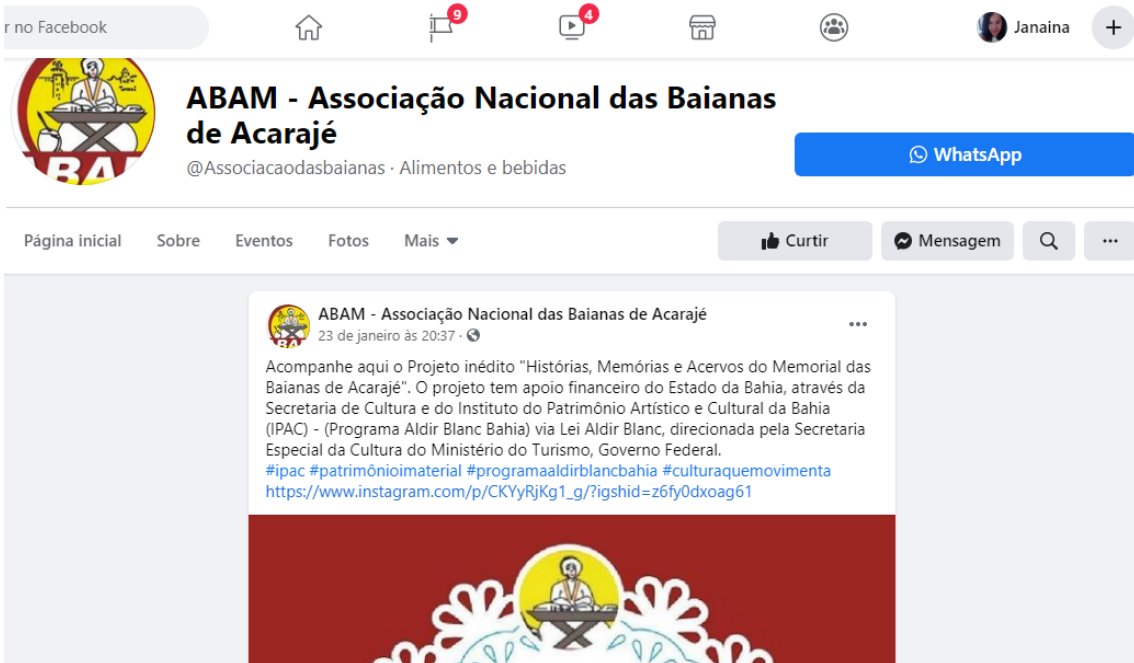 r no Facebook
9
4
Janaina
ABAM - Associação Nacional das Baianas
de Acarajé
@Associacaodasbaianas · Alimentos e bebidas
WhatsApp
Página inicial Sobre Eventos Fotos Mais
Curtir Mensagem
ABAM - Associação Nacional das Baianas de Acarajé
23 de janeiro às 20:37 ·
Acompanhe aqui o Projeto inédito "Histórias, Memórias e Acervos do Memorial das
Baianas de Acarajé". O projeto tem apoio financeiro do Estado da Bahia, através da
Secretaria de Cultura e do Instituto do Patrimônio Artístico e Cultural da Bahia
(IPAC) - (Programa Aldir Blanc Bahia) via Lei Aldir Blanc, direcionada pela Secretaria
Especial da Cultura do Ministério do Turismo, Governo Federal.
#ipac #patrimônioimaterial #programaaldirblancbahia #culturaquemovimenta
https://www.instagram.com/p/CKYyRjKg1_g/?igshid=z6fy0dxoag61